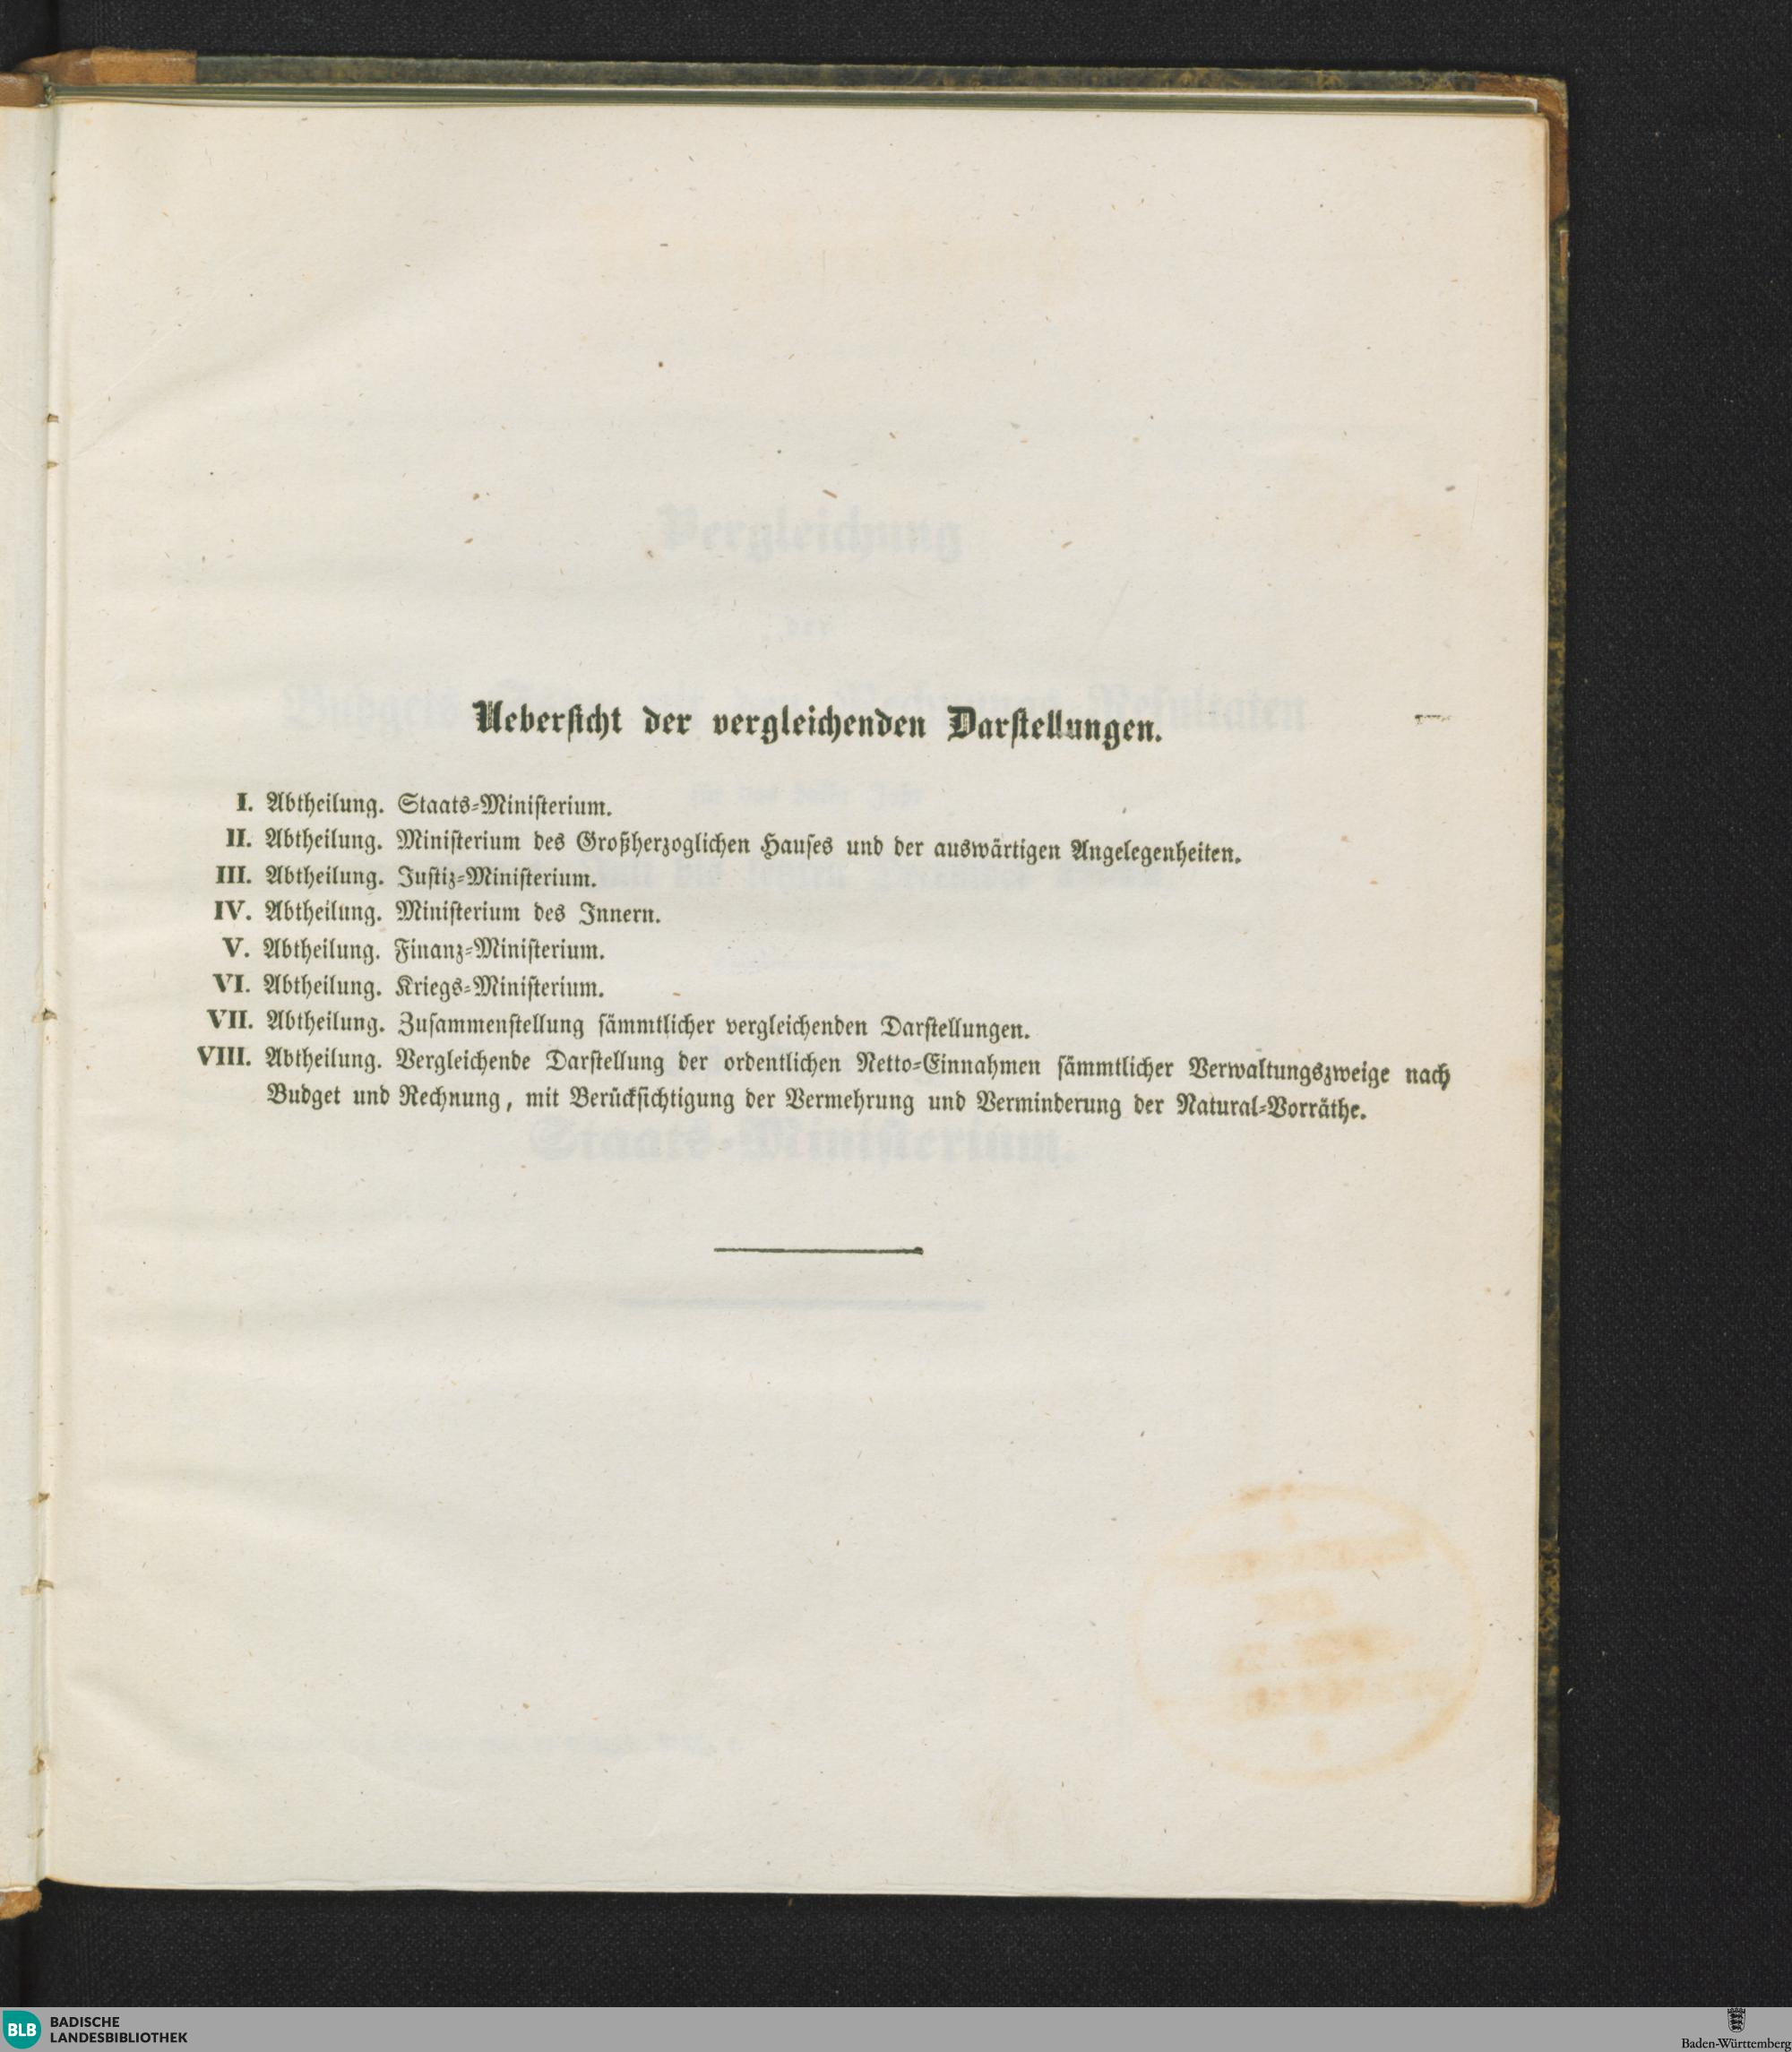 Uebersicht der vergleichenden Darstellungen.
I. Abtheilung. Staats-Ministerium.
II. Abtheilung. Ministerium des Großherzoglichen Hauses und der auswärtigen Angelegenheiten.
III. Abtheilung. Justiz-Ministerium.
IV. Abtheilung. Ministerium des Innern.
V. Abtheilung. Finanz-Ministerium.
VI. Abtheilung. Kriegs-Ministerium.
VII. Abtheilung. Zusammenstellung sämmtlicher vergleichenden Darstellungen.
VIII. Abtheilung. Vergleichende Darstellung der ordentlichen Netto-Einnahmen sämmtlicher Verwaltungszweige nach
Budget und Rechnung, mit Berücksichtigung der Vermehrung und Verminderung der Natural-Vorräthe.
BLB BADISCHE
LANDESBIBLIOTHEK
Baden-Württemberg